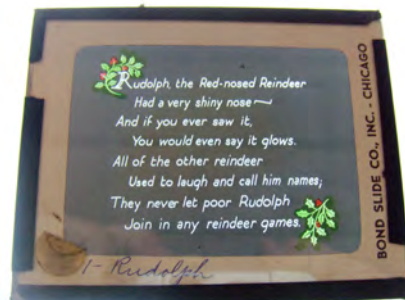 Rudolph, the Red-nosed Reindeer
Had a very shiny nose~
And if you ever saw it,
You would even say it glows.
All of the other reindeer
Used to laugh and call him names;
They never let poor Rudolph
Join in any reindeer games.
BOND SLIDE CO., INC. - CHICAGO
1- Rudolph